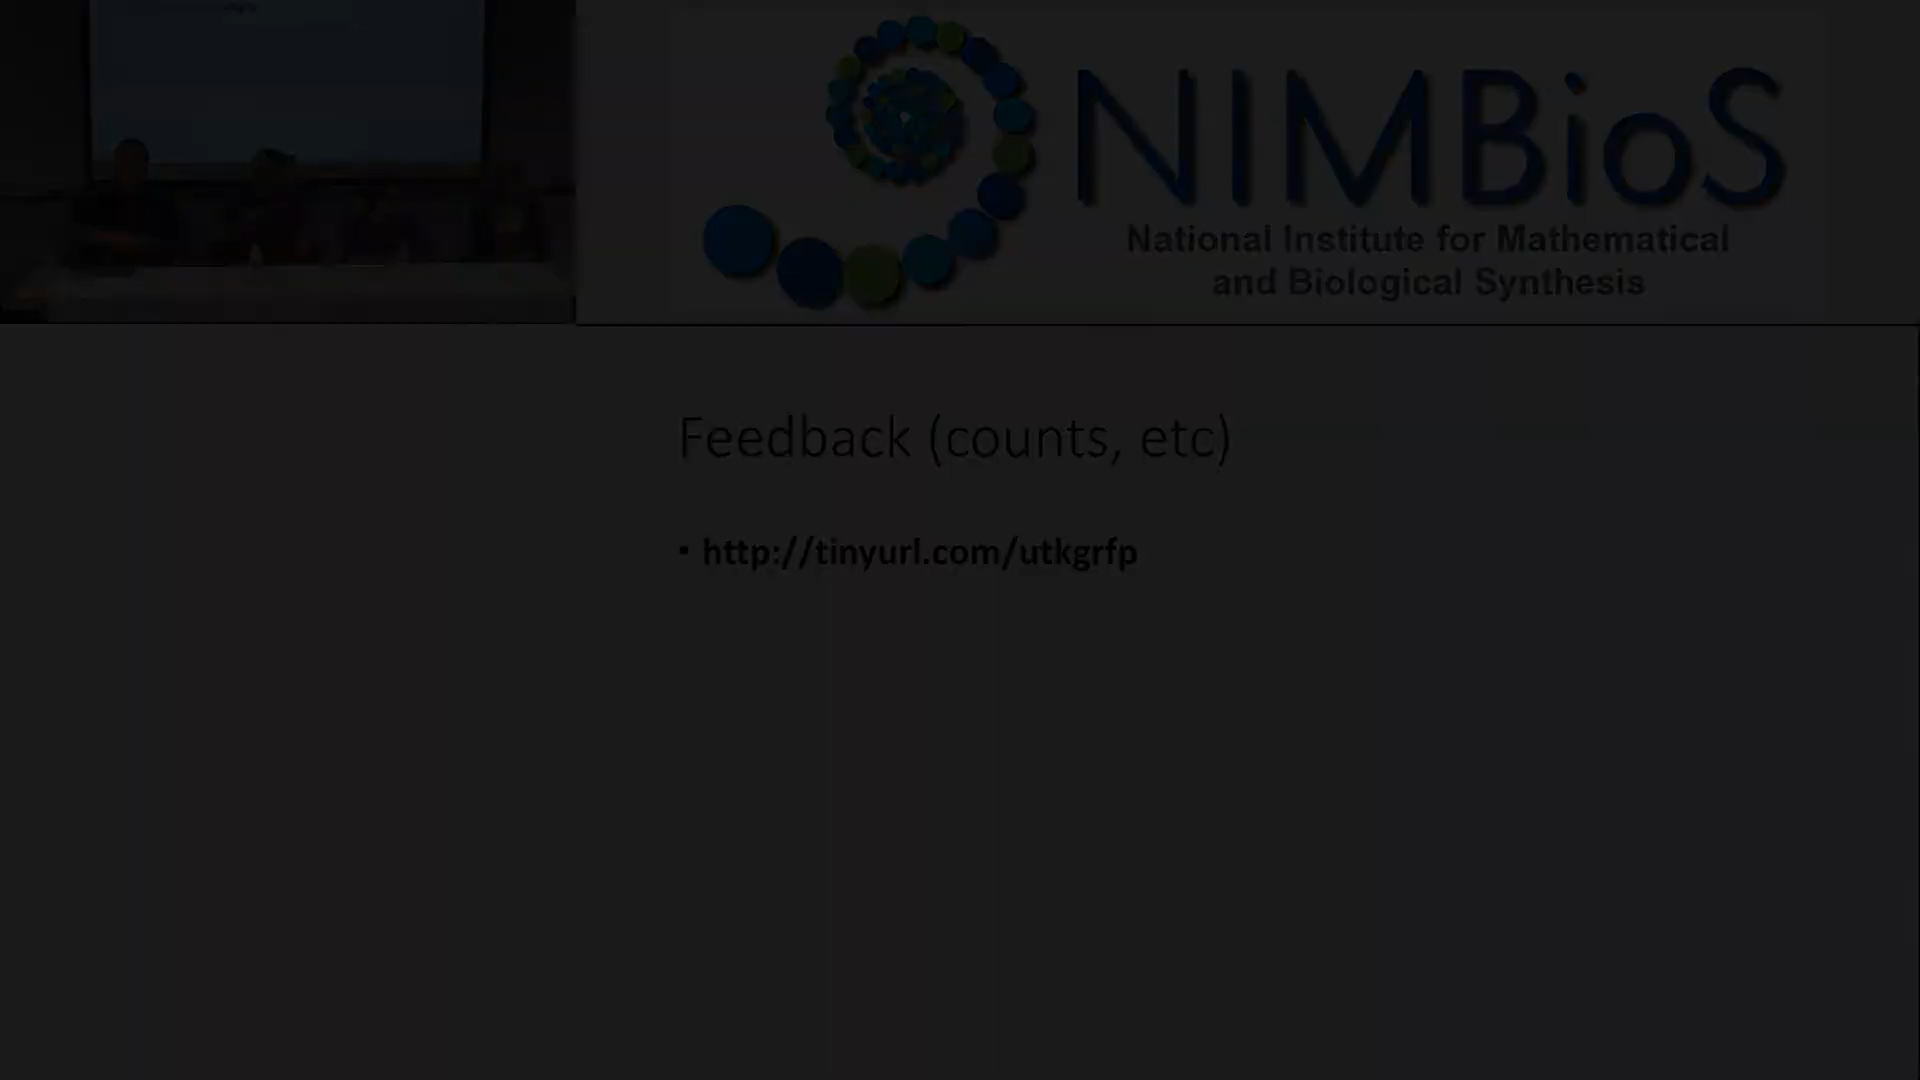 NIMBioS
National Institute for Mathematical
and Biological Synthesis
Feedback (counts, etc)
• http://tinyurl.com/utkgrfp